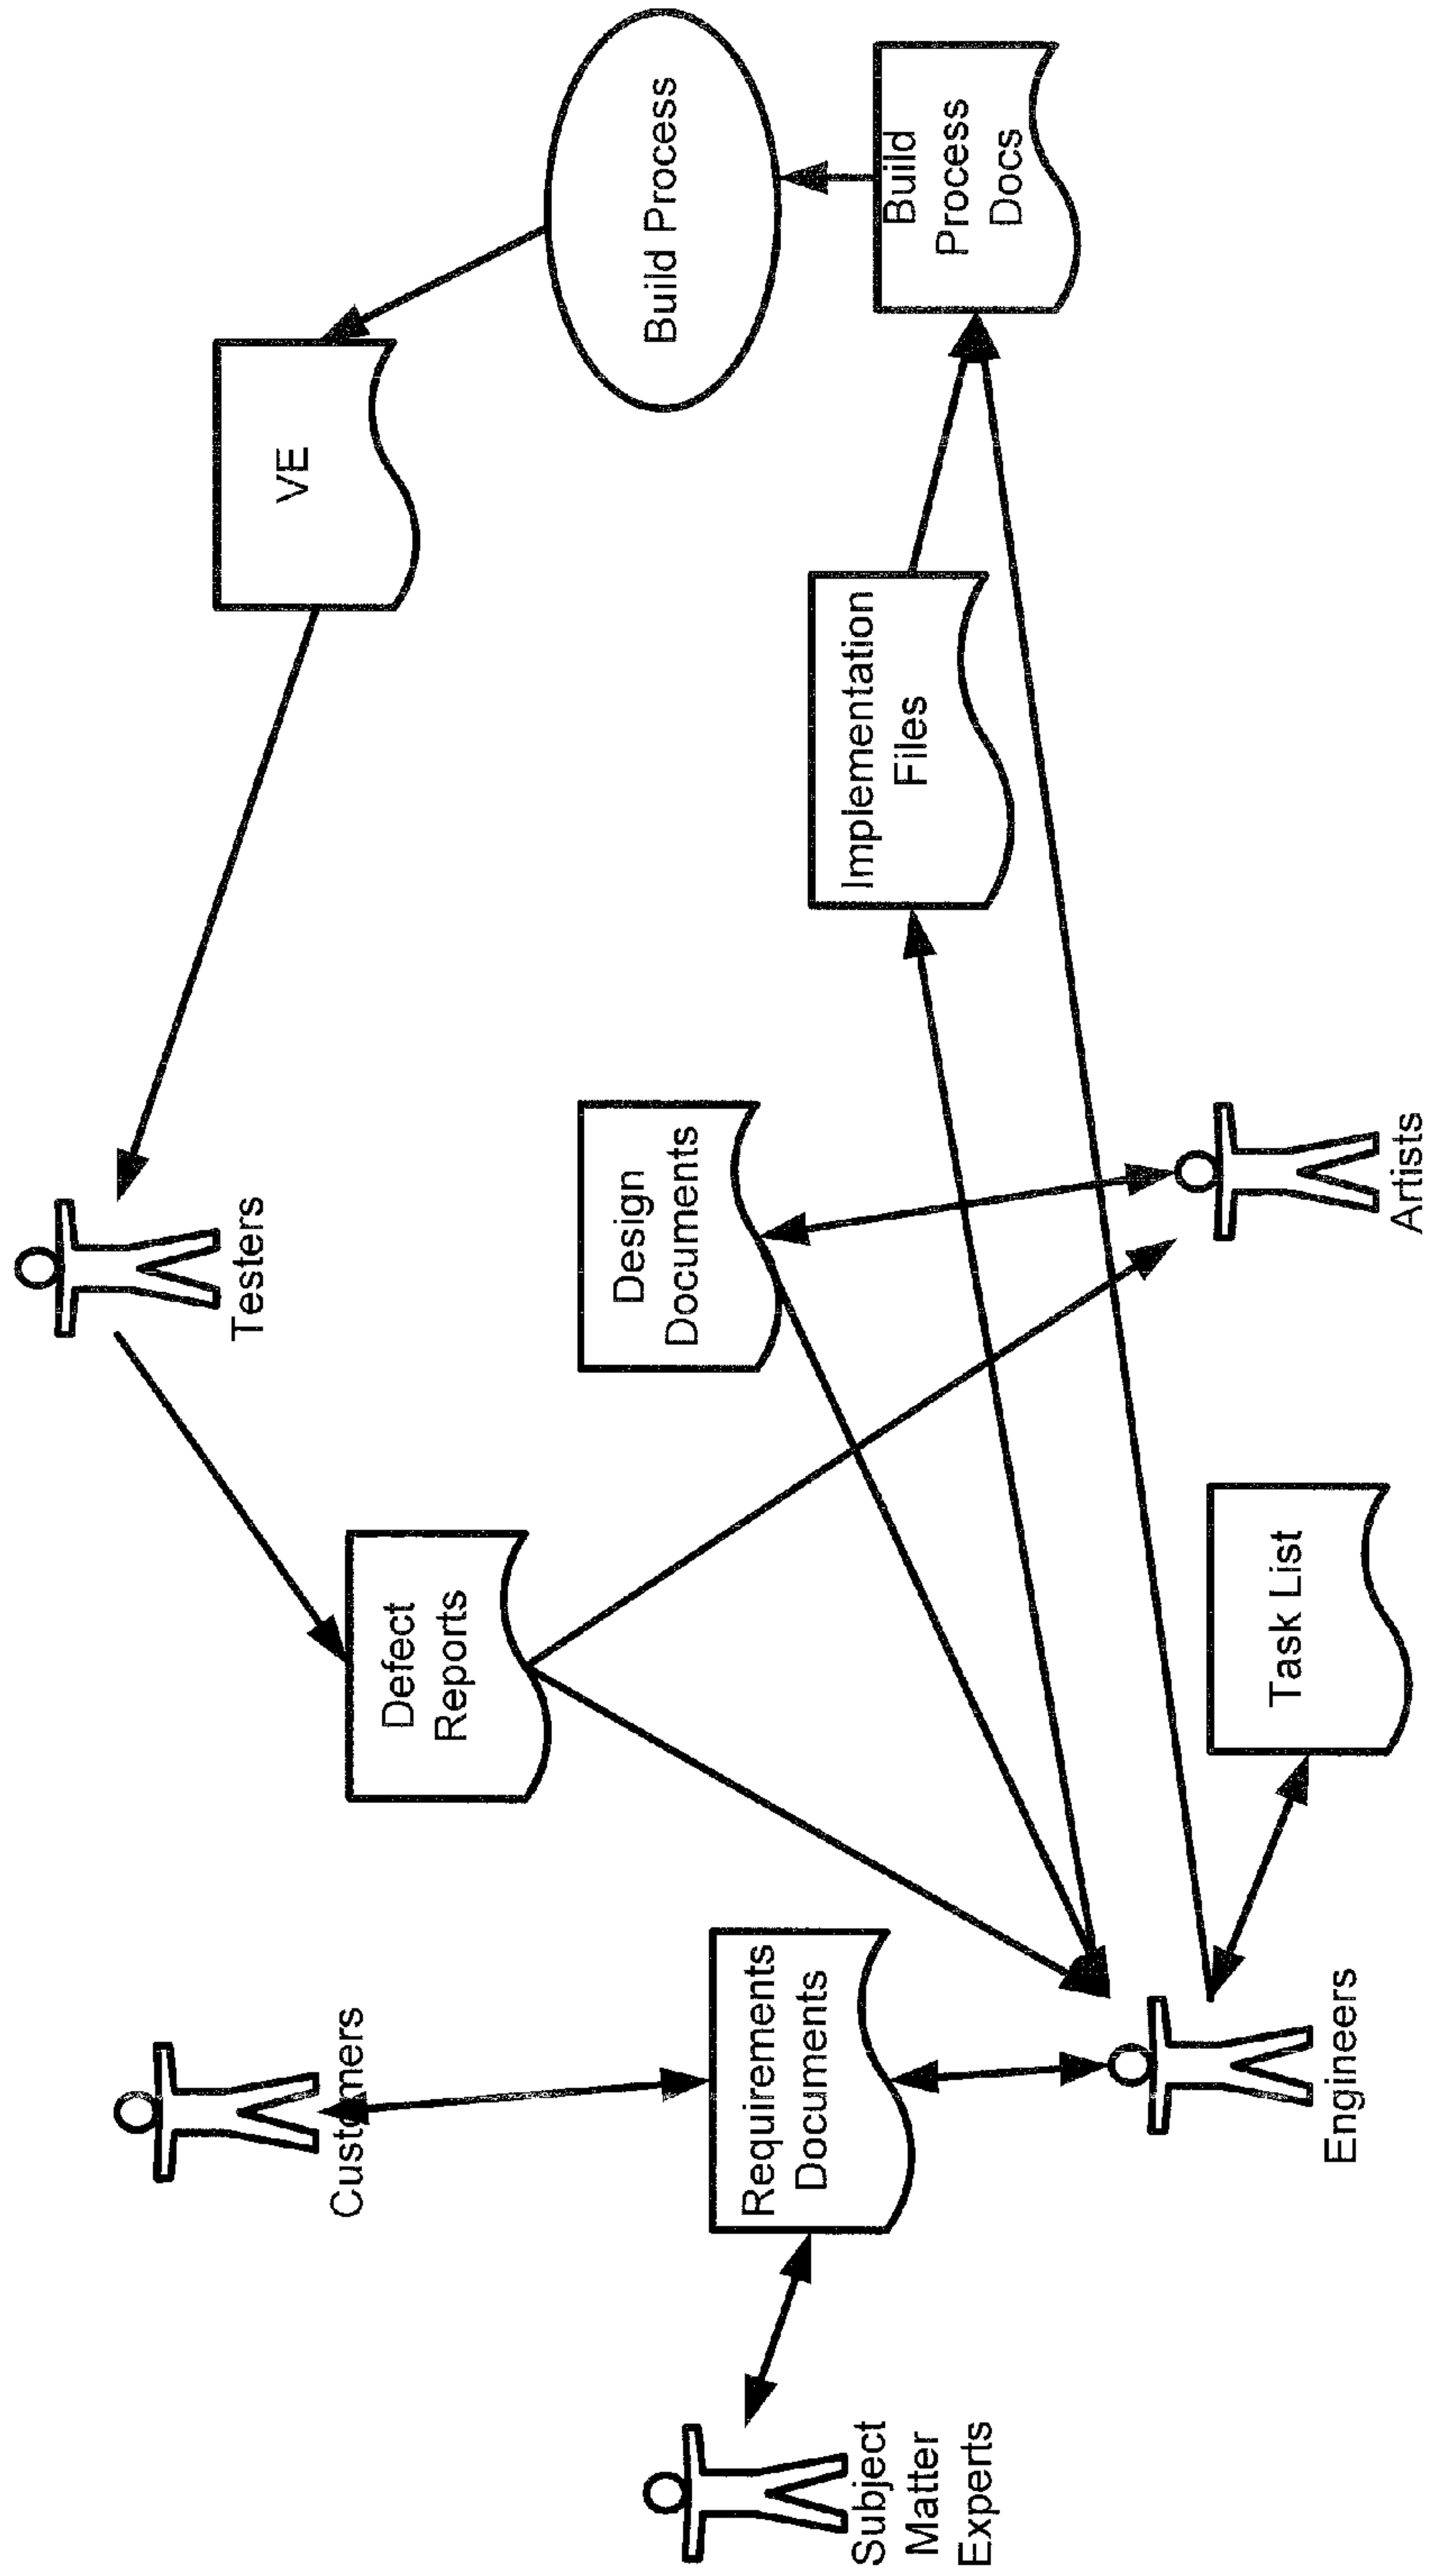 Customers
Testers
VE
Defect
Reports
Subject
Matter
Experts
Requirements
Documents
Design
Documents
Build Process
Implementation
Files
Build
Process
Docs
Engineers
Task List
Artists